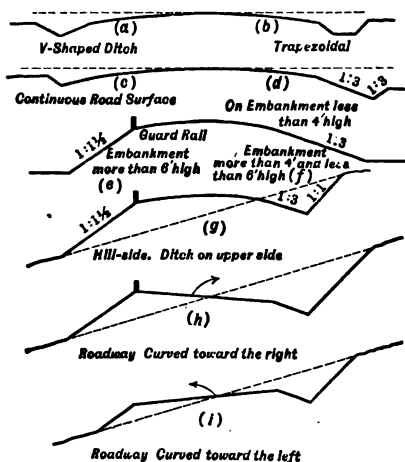 (a) (b)
V-Shaped Ditch Trapezoidal
(c) (d) 1:3 1:3
Continuous Road Surface
On Embankment less
than 4' high
1:3
1:1½
Guard Rail
Embankment
more than 6' high
(e)
Embankment
more than 4' and less
than 6' high (f)
1:1½
1:3 1:1
(g)
Hill-side. Ditch on upper side
(h)
Roadway Curved toward the right
(i)
Roadway Curved toward the left